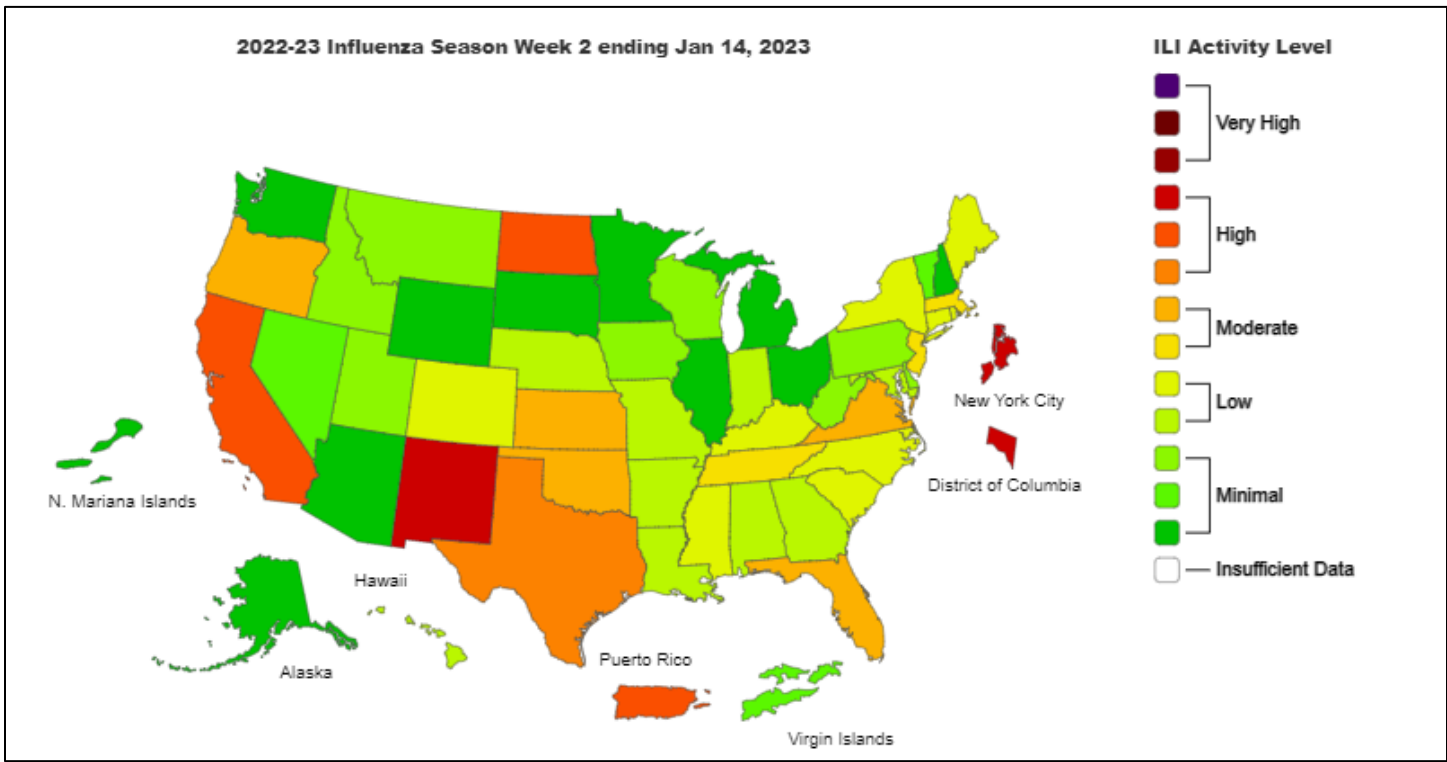 2022-23 Influenza Season Week 2 ending Jan 14, 2023
ILI Activity Level
Very High
High
Moderate
Low
Minimal
Insufficient Data
New York City
District of Columbia
N. Mariana Islands
Hawaii
Alaska
Puerto Rico
Virgin Islands